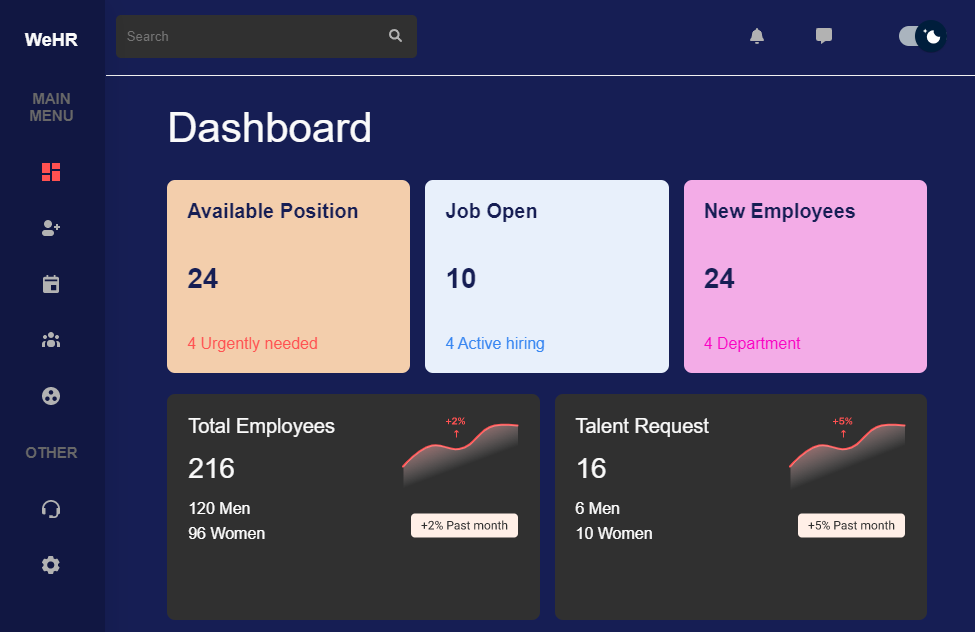 WeHR
Search
MAIN
MENU
OTHER
Dashboard
Available Position
24
4 Urgently needed
Job Open
10
4 Active hiring
New Employees
24
4 Department
Total Employees
216
120 Men
96 Women
+2%
↑
+2% Past month
Talent Request
16
6 Men
10 Women
+5%
↑
+5% Past month